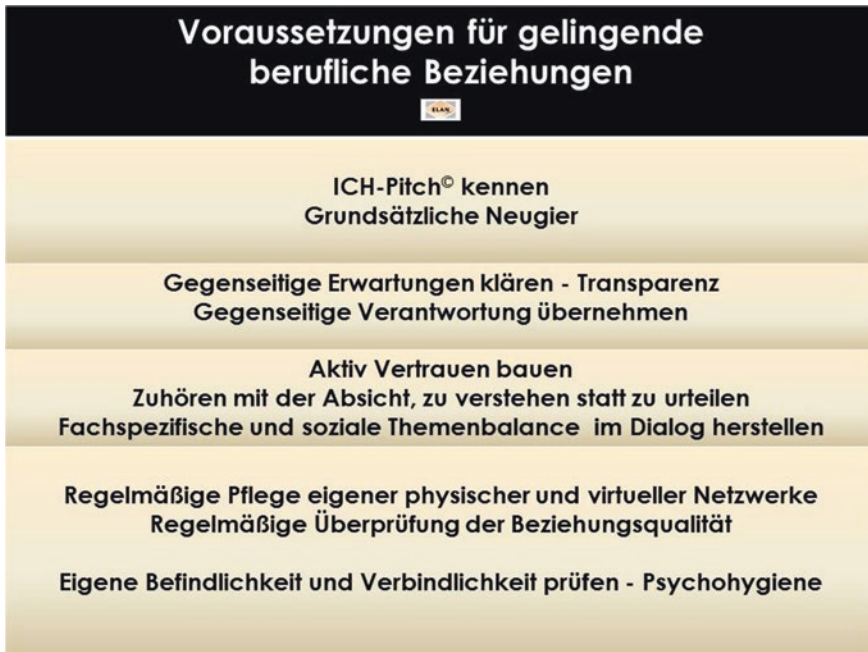 Voraussetzungen für gelingende
berufliche Beziehungen
ELAN
ICH-Pitch© kennen
Grundsätzliche Neugier
Gegenseitige Erwartungen klären - Transparenz
Gegenseitige Verantwortung übernehmen
Aktiv Vertrauen bauen
Zuhören mit der Absicht, zu verstehen statt zu urteilen
Fachspezifische und soziale Themenbalance im Dialog herstellen
Regelmäßige Pflege eigener physischer und virtueller Netzwerke
Regelmäßige Überprüfung der Beziehungsqualität
Eigene Befindlichkeit und Verbindlichkeit prüfen - Psychohygiene